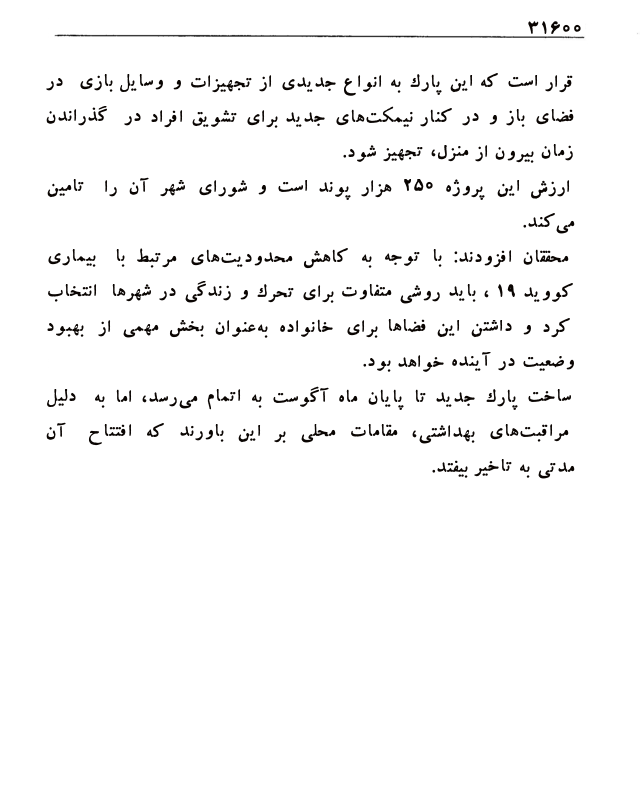 ۳۱۶۰۰
قرار است که این پارك به انواع جدیدی از تجهیزات و وسایل بازی در
فضای باز و در کنار نیمکت‌های جدید برای تشویق افراد در گذراندن
زمان بیرون از منزل، تجهیز شود.
ارزش این پروژه ۲۵۰ هزار پوند است و شورای شهر آن را تامین
می‌کند.
محققان افزودند: با توجه به کاهش محدودیت‌های مرتبط با بیماری
کووید ۱۹ ، باید روشی متفاوت برای تحرك و زندگی در شهرها انتخاب
کرد و داشتن این فضاها برای خانواده به‌عنوان بخش مهمی از بهبود
وضعیت در آینده خواهد بود.
ساخت پارك جدید تا پایان ماه آگوست به اتمام می‌رسد، اما به دلیل
مراقبت‌های بهداشتی، مقامات محلی بر این باورند که افتتاح آن
مدتی به تاخیر بیفتد.